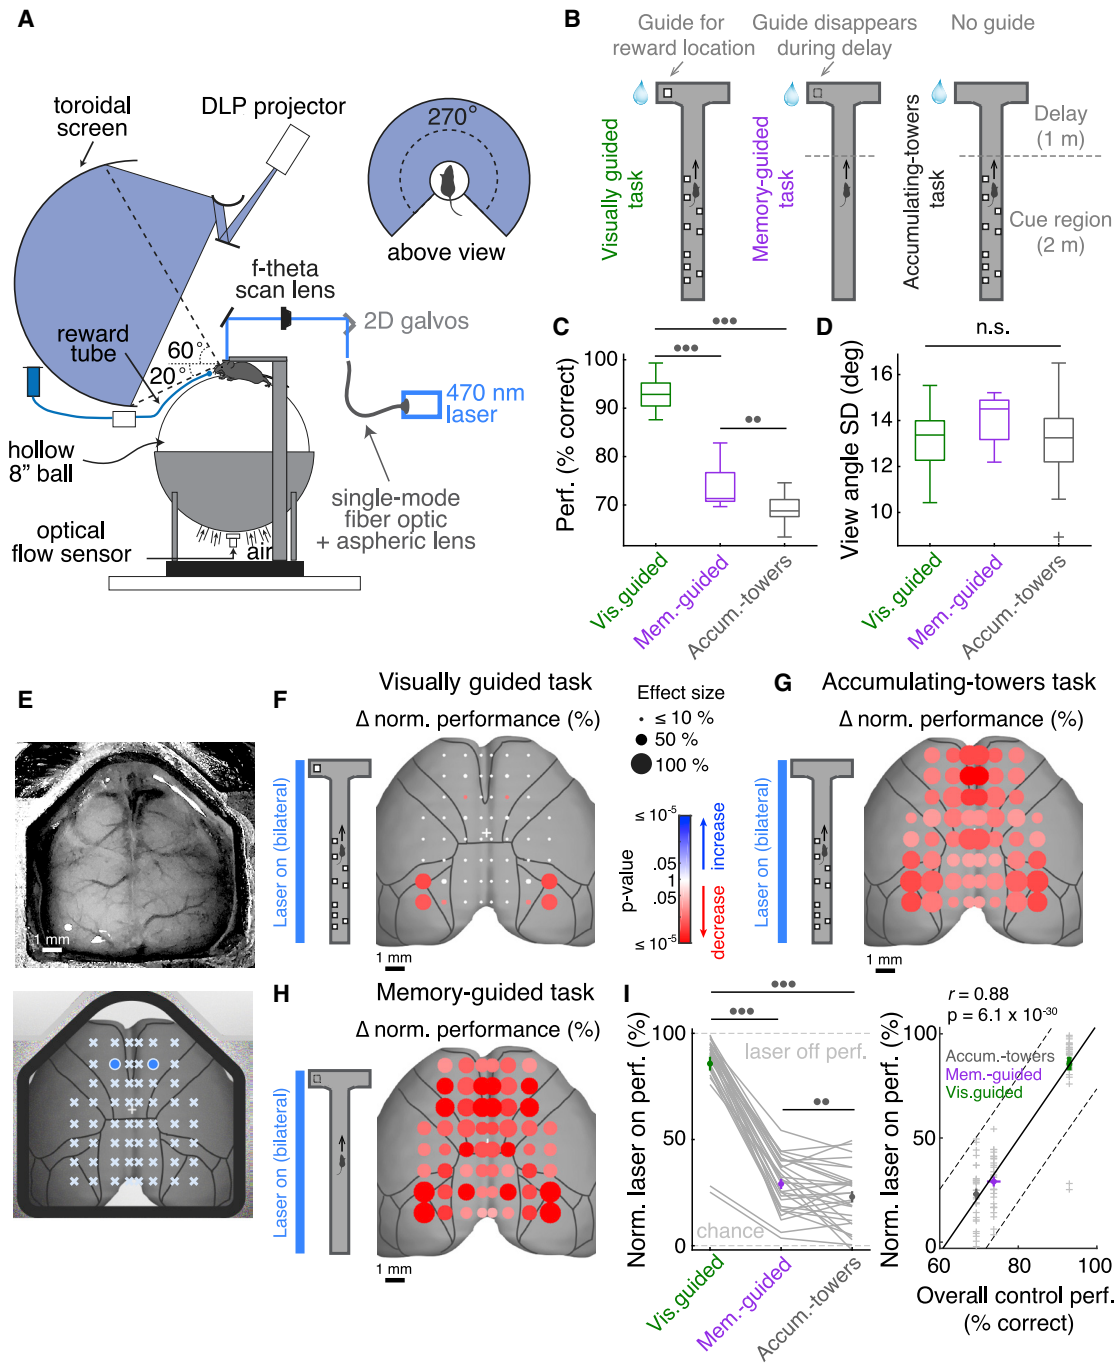 A
toroidal
screen
DLP projector
270°
above view
f-theta
scan lens
2D galvos
reward
tube
60°
20°
470 nm
laser
hollow
8” ball
single-mode
fiber optic
+ aspheric lens
optical
flow sensor
air
B
Guide for
reward location
Guide disappears
during delay
No guide
Visually guided
task
Memory-guided
task
Accumulating-towers
task
Delay
(1 m)
Cue region
(2 m)
C
Perf. (% correct)
100
90
80
70
Vis.guided
Mem.-guided
Accum.-towers
D
n.s.
View angle SD (deg)
16
14
12
10
Vis.guided
Mem.-guided
Accum.-towers
E
1 mm
F
Visually guided task
Δ norm. performance (%)
Laser on (bilateral)
1 mm
Effect size
≤ 10 %
50 %
100 %
p-value
≤ 10⁻⁵
.05
1
.05
≤ 10⁻⁵
increase
decrease
G
Accumulating-towers task
Δ norm. performance (%)
Laser on (bilateral)
1 mm
H
Memory-guided task
Δ norm. performance (%)
Laser on (bilateral)
1 mm
I
Norm. laser on perf. (%)
100
50
0
laser off perf.
chance
Vis.guided
Mem.-guided
Accum.-towers
r = 0.88
p = 6.1 x 10⁻³⁰
Norm. laser on perf. (%)
100
50
0
Accum.-towers
Mem.-guided
Vis.guided
60
80
100
Overall control perf.
(% correct)